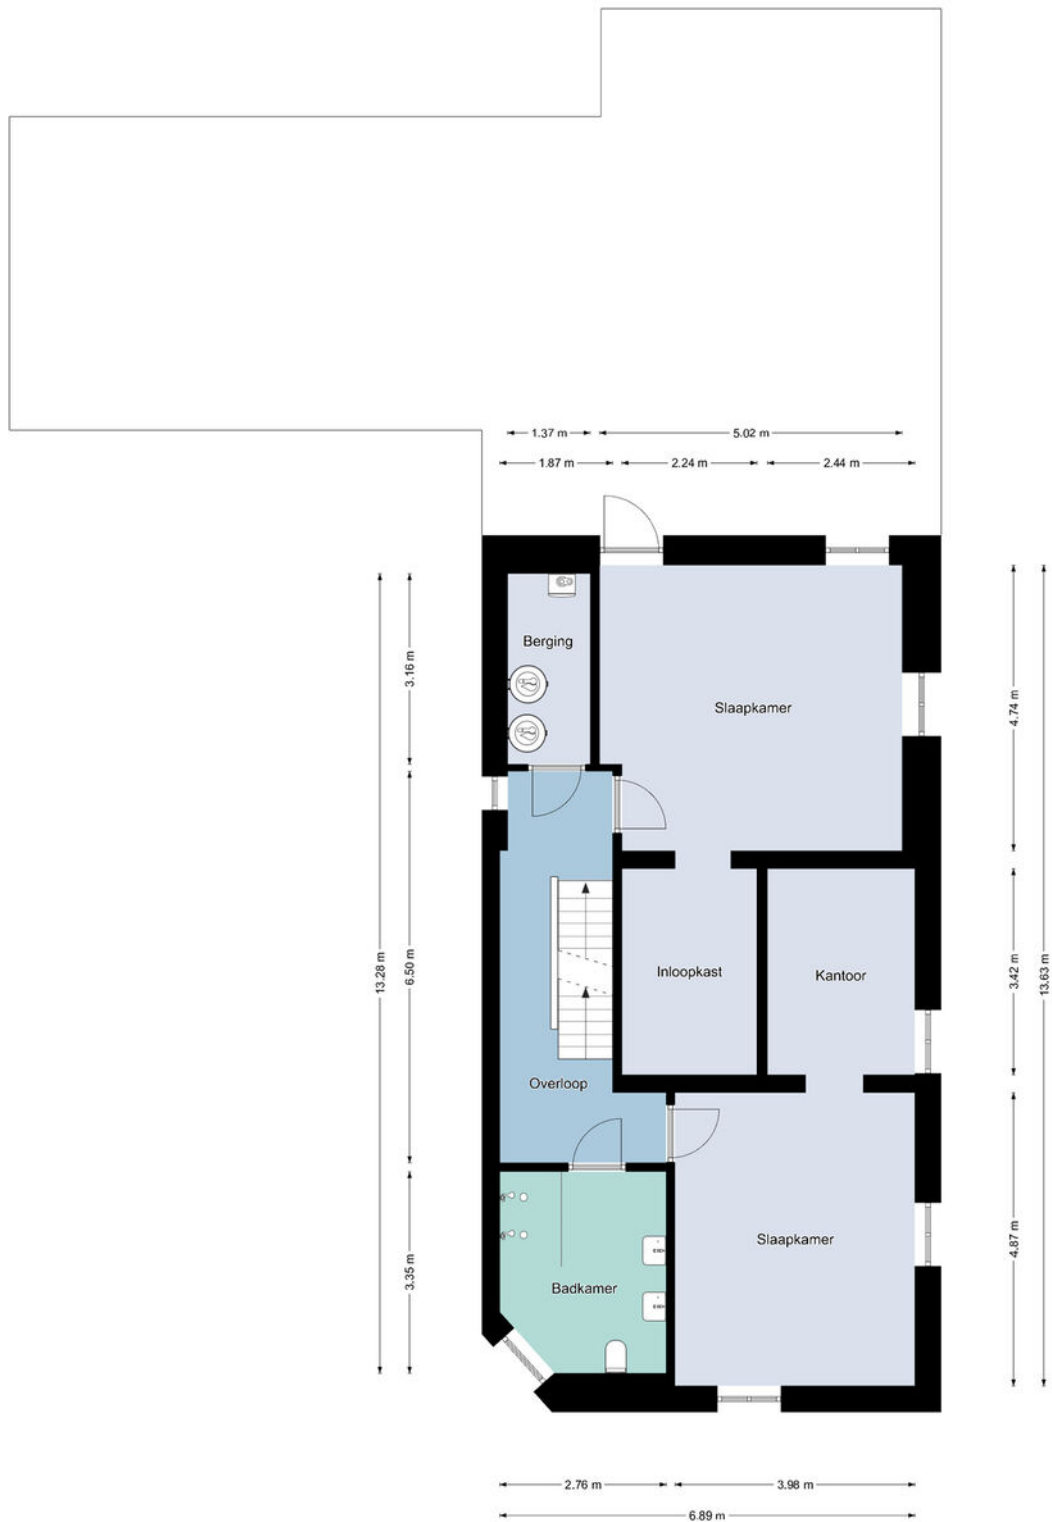 1.37 m
5.02 m
1.87 m
2.24 m
2.44 m
Berging
3.16 m
Slaapkamer
4.74 m
13.28 m
6.50 m
Inloopkast
Kantoor
3.42 m
13.63 m
Overloop
Slaapkamer
4.87 m
3.35 m
Badkamer
2.76 m
3.98 m
6.89 m